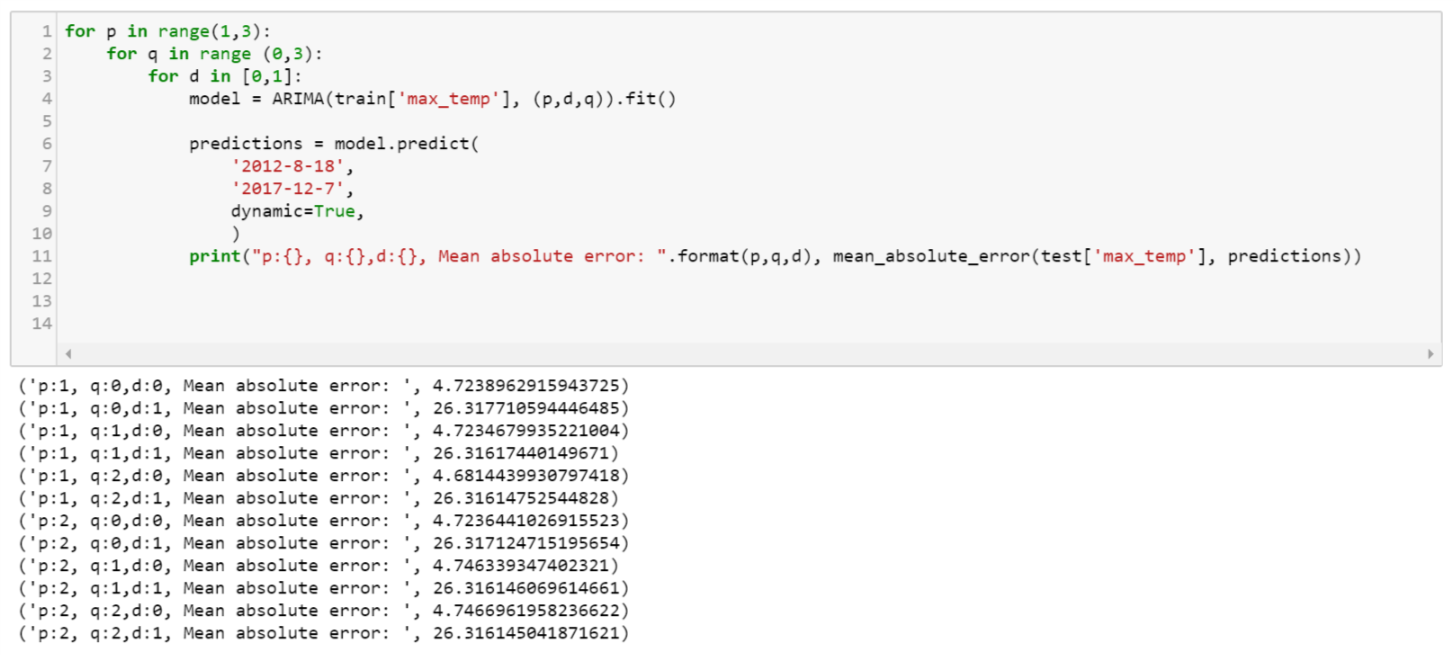 1 for p in range(1,3):
2     for q in range (0,3):
3         for d in [0,1]:
4             model = ARIMA(train['max_temp'], (p,d,q)).fit()
5
6             predictions = model.predict(
7                 '2012-8-18',
8                 '2017-12-7',
9                 dynamic=True,
10                 )
11             print("p:{}, q:{},d:{}, Mean absolute error: ".format(p,q,d), mean_absolute_error(test['max_temp'], predictions))
12
13
14
('p:1, q:0,d:0, Mean absolute error: ', 4.7238962915943725)
('p:1, q:0,d:1, Mean absolute error: ', 26.317710594446485)
('p:1, q:1,d:0, Mean absolute error: ', 4.7234679935221004)
('p:1, q:1,d:1, Mean absolute error: ', 26.31617440149671)
('p:1, q:2,d:0, Mean absolute error: ', 4.6814439930797418)
('p:1, q:2,d:1, Mean absolute error: ', 26.31614752544828)
('p:2, q:0,d:0, Mean absolute error: ', 4.7236441026915523)
('p:2, q:0,d:1, Mean absolute error: ', 26.317124715195654)
('p:2, q:1,d:0, Mean absolute error: ', 4.746339347402321)
('p:2, q:1,d:1, Mean absolute error: ', 26.316146069614661)
('p:2, q:2,d:0, Mean absolute error: ', 4.7466961958236622)
('p:2, q:2,d:1, Mean absolute error: ', 26.316145041871621)